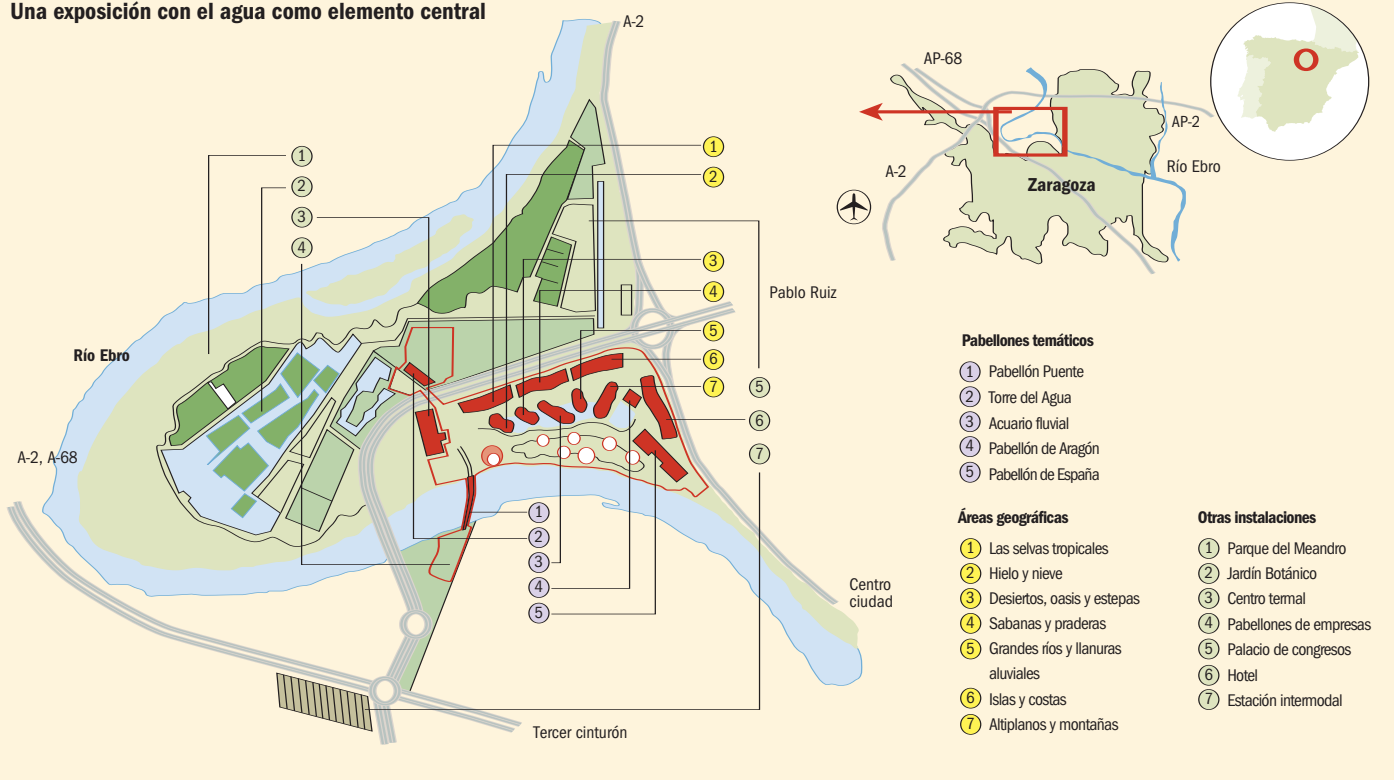 Una exposición con el agua como elemento central
A-2
1
2
3
4
1
2
3
4
5
6
7
Pablo Ruiz
5
6
7
Río Ebro
A-2, A-68
1
2
3
4
5
Centro
ciudad
Tercer cinturón
AP-68
AP-2
A-2
Río Ebro
Zaragoza
Pabellones temáticos
1 Pabellón Puente
2 Torre del Agua
3 Acuario fluvial
4 Pabellón de Aragón
5 Pabellón de España
Áreas geográficas
1 Las selvas tropicales
2 Hielo y nieve
3 Desiertos, oasis y estepas
4 Sabanas y praderas
5 Grandes ríos y llanuras
aluviales
6 Islas y costas
7 Altiplanos y montañas
Otras instalaciones
1 Parque del Meandro
2 Jardín Botánico
3 Centro termal
4 Pabellones de empresas
5 Palacio de congresos
6 Hotel
7 Estación intermodal